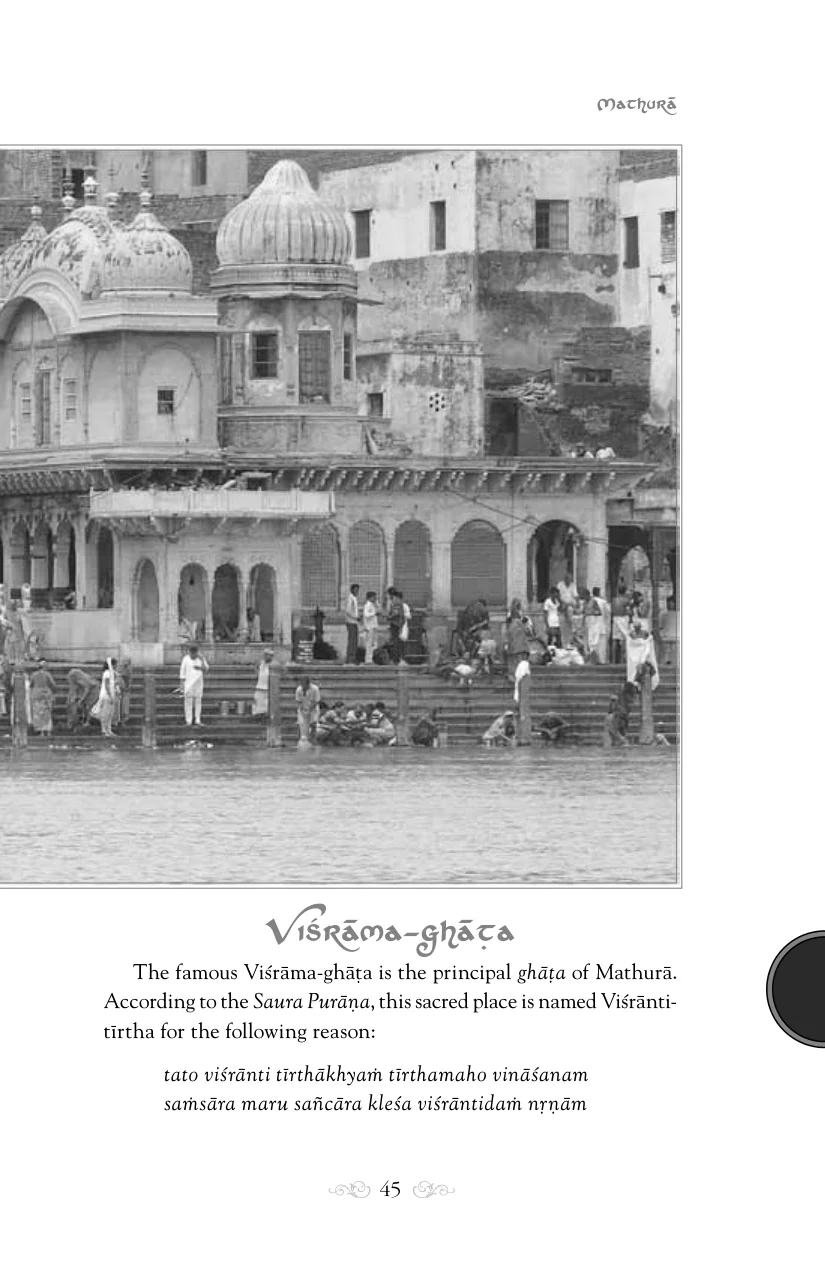 Mathurā
Viśrāma-ghāṭa
The famous Viśrāma-ghāṭa is the principal ghāṭa of Mathurā.
According to the Saura Purāṇa, this sacred place is named Viśrānti-
tīrtha for the following reason:
tato viśrānti tīrthākhyaṁ tīrthamaho vināśanam
saṁsāra maru sañcāra kleśa viśrāntidaṁ nṛṇām
45